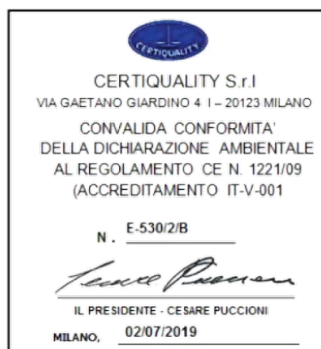 CERTIQUALITY
CERTIQUALITY S.r.l
VIA GAETANO GIARDINO 4 I – 20123 MILANO
CONVALIDA CONFORMITA'
DELLA DICHIARAZIONE AMBIENTALE
AL REGOLAMENTO CE N. 1221/09
(ACCREDITAMENTO IT-V-001
N . E-530/2/B
IL PRESIDENTE - CESARE PUCCIONI
MILANO, 02/07/2019